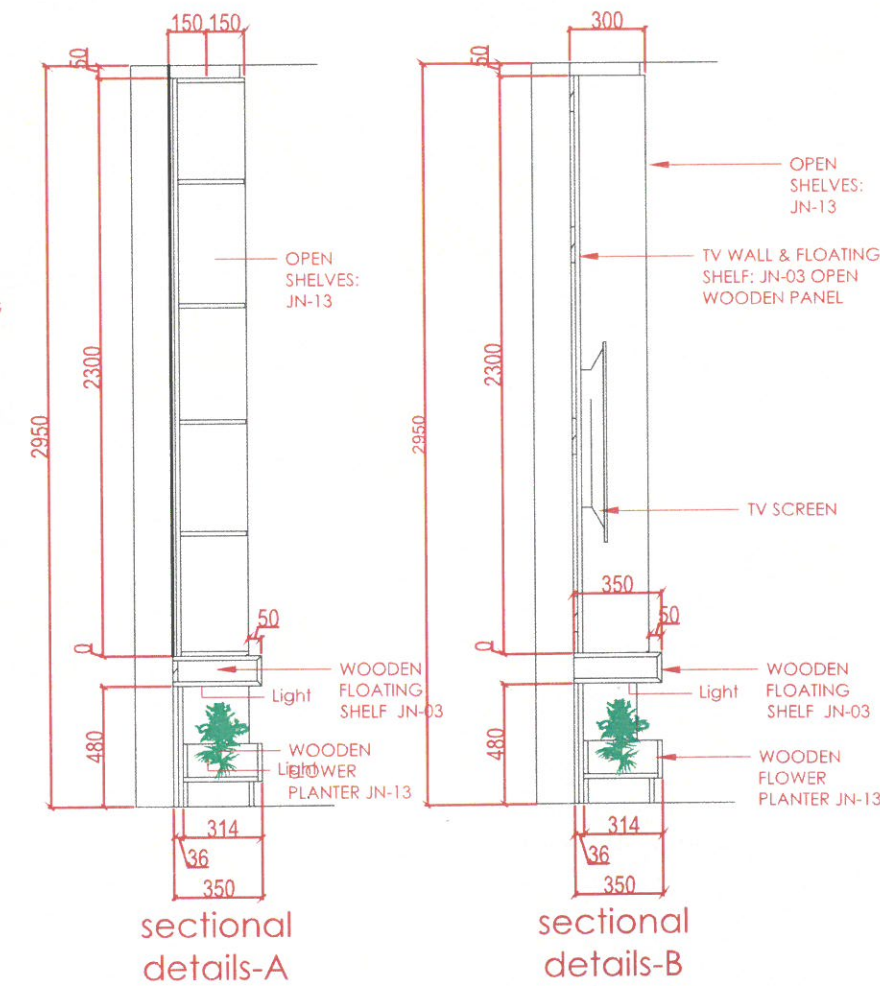 150 150
50
2950
2300
OPEN
SHELVES:
JN-13
50
0
WOODEN
FLOATING
SHELF JN-03
Light
480
WOODEN
FLOWER
PLANTER JN-13
Light
314
36
350
sectional
details-A
300
50
2950
2300
OPEN
SHELVES:
JN-13
TV WALL & FLOATING
SHELF: JN-03 OPEN
WOODEN PANEL
TV SCREEN
350
50
0
WOODEN
FLOATING
SHELF JN-03
Light
480
WOODEN
FLOWER
PLANTER JN-13
314
36
350
sectional
details-B